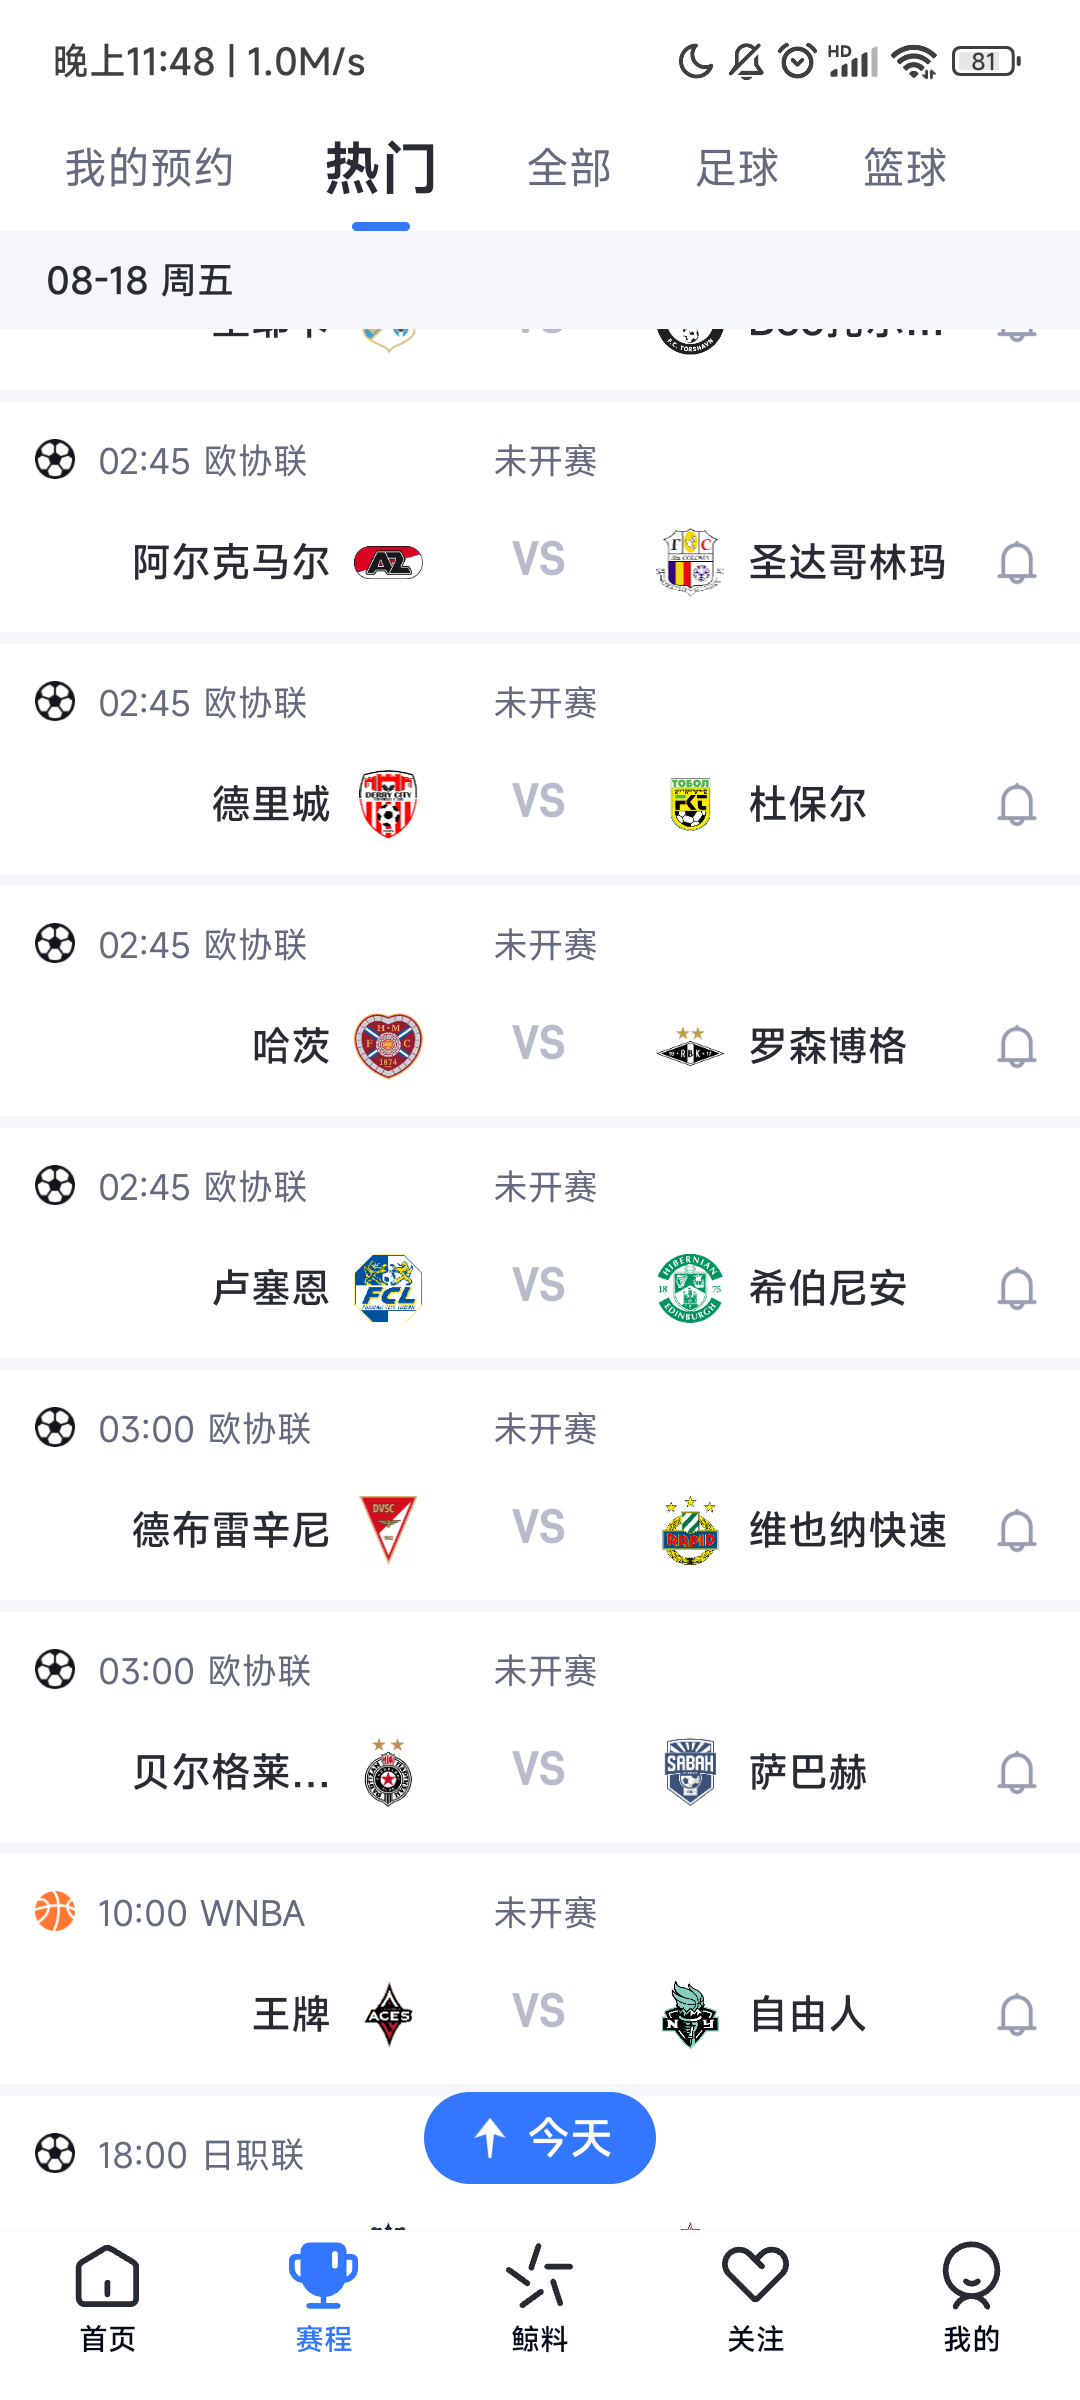 晚上11:48 | 1.0M/s
HD
81
我的预约 热门 全部 足球 篮球
08-18 周五
VS
F.C. TORSHAVN
02:45 欧协联 未开赛
阿尔克马尔 AZ VS 圣达哥林玛
02:45 欧协联 未开赛
德里城 DERRY CITY VS ТОБОЛ FKT 杜保尔
02:45 欧协联 未开赛
哈茨 H M F C 1874 VS RBK 罗森博格
02:45 欧协联 未开赛
卢塞恩 FCL VS HIBERNIAN 18 75 EDINBURGH 希伯尼安
03:00 欧协联 未开赛
德布雷辛尼 DVSC VS RAPID 维也纳快速
03:00 欧协联 未开赛
贝尔格莱... VS SABAH 萨巴赫
10:00 WNBA 未开赛
王牌 ACES VS NY 自由人
18:00 日职联
今天
首页 赛程 鲸料 关注 我的